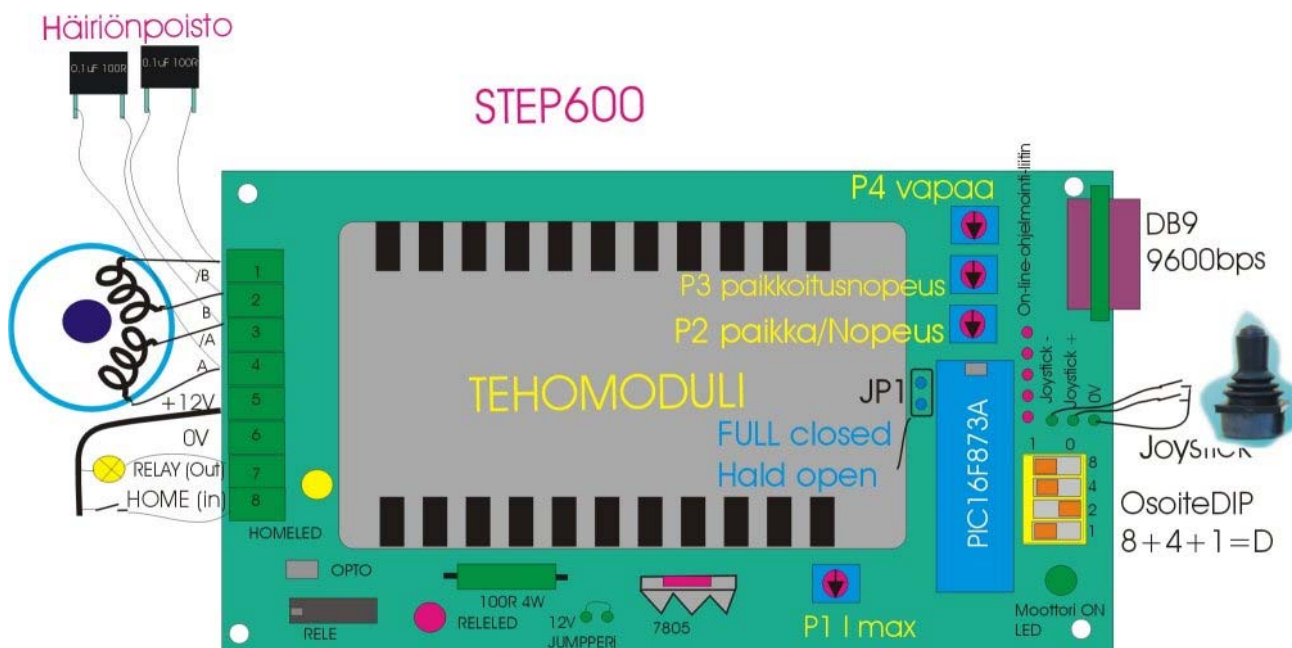 Häiriönpoisto
0.1uF 100R
0.1uF 100R
STEP600
P4 vapaa
P3 paikkoitusnopeus
P2 paikka/Nopeus
On-line-ohjelmointi-liitin
DB9
9600bps
/B
B
/A
A
+12V
0V
RELAY (Out)
HOME (in)
1
2
3
4
5
6
7
8
HOMELED
TEHOMODULI
JP1
FULL closed
Hald open
PIC16F873A
Joystick -
Joystick +
0V
Joystick
1 0
8
4
2
1
OsoiteDIP
8+4+1=D
OPTO
RELE
100R 4W
RELELED
12V
JUMPPERI
7805
P1 I max
Moottori ON
LED